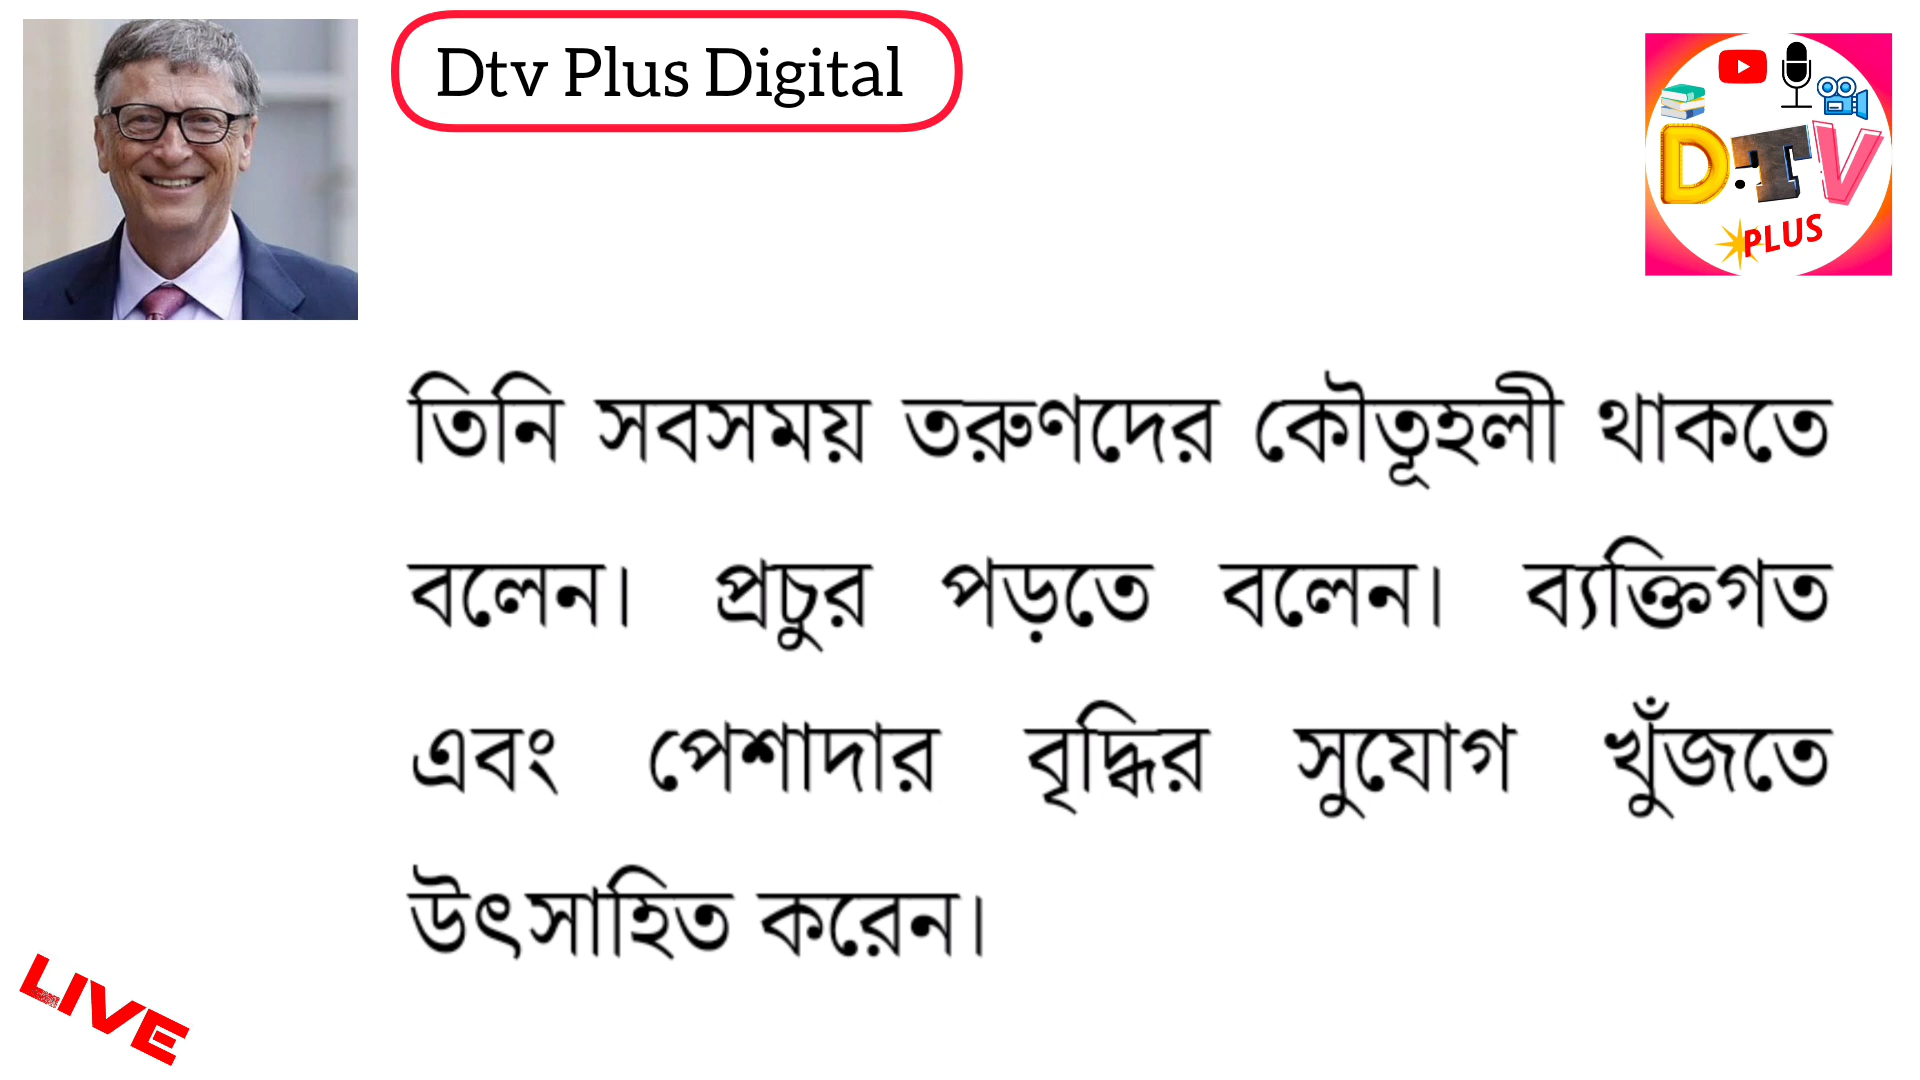 Dtv Plus Digital
D.TV
PLUS
তিনি সবসময় তরুণদের কৌতূহলী থাকতে
বলেন। প্রচুর পড়তে বলেন। ব্যক্তিগত
এবং পেশাদার বৃদ্ধির সুযোগ খুঁজতে
উৎসাহিত করেন।
LIVE